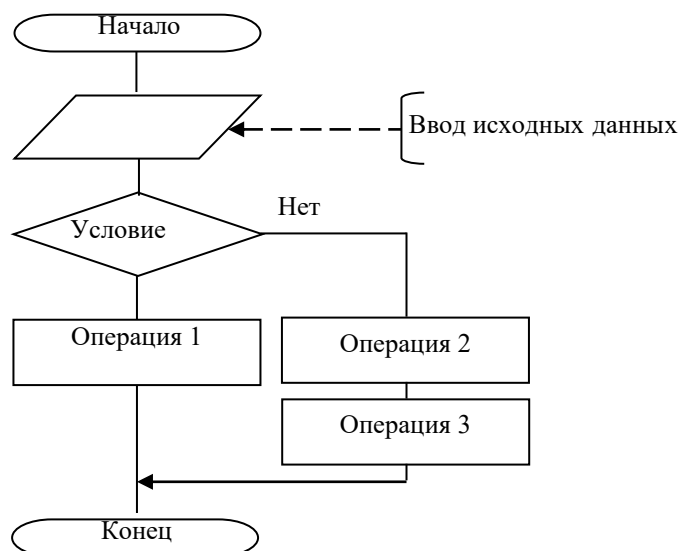 Начало
Ввод исходных данных
Условие
Нет
Операция 1
Операция 2
Операция 3
Конец